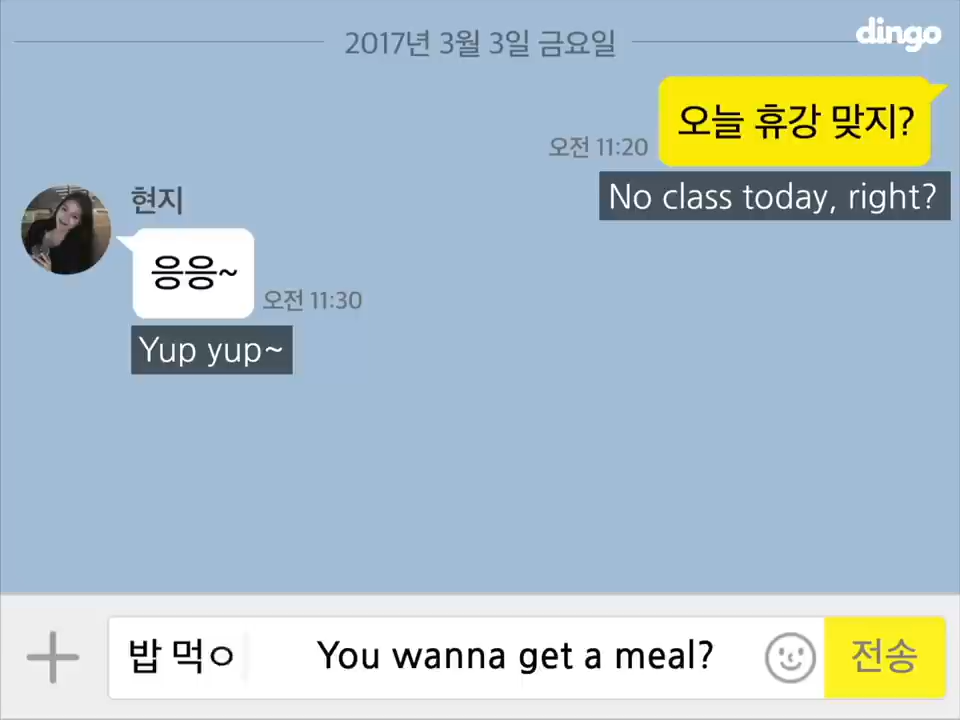 dingo
2017년 3월 3일 금요일
오늘 휴강 맞지?
오전 11:20
No class today, right?
현지
응응~
오전 11:30
Yup yup~
밥 먹ㅇ
You wanna get a meal?
전송